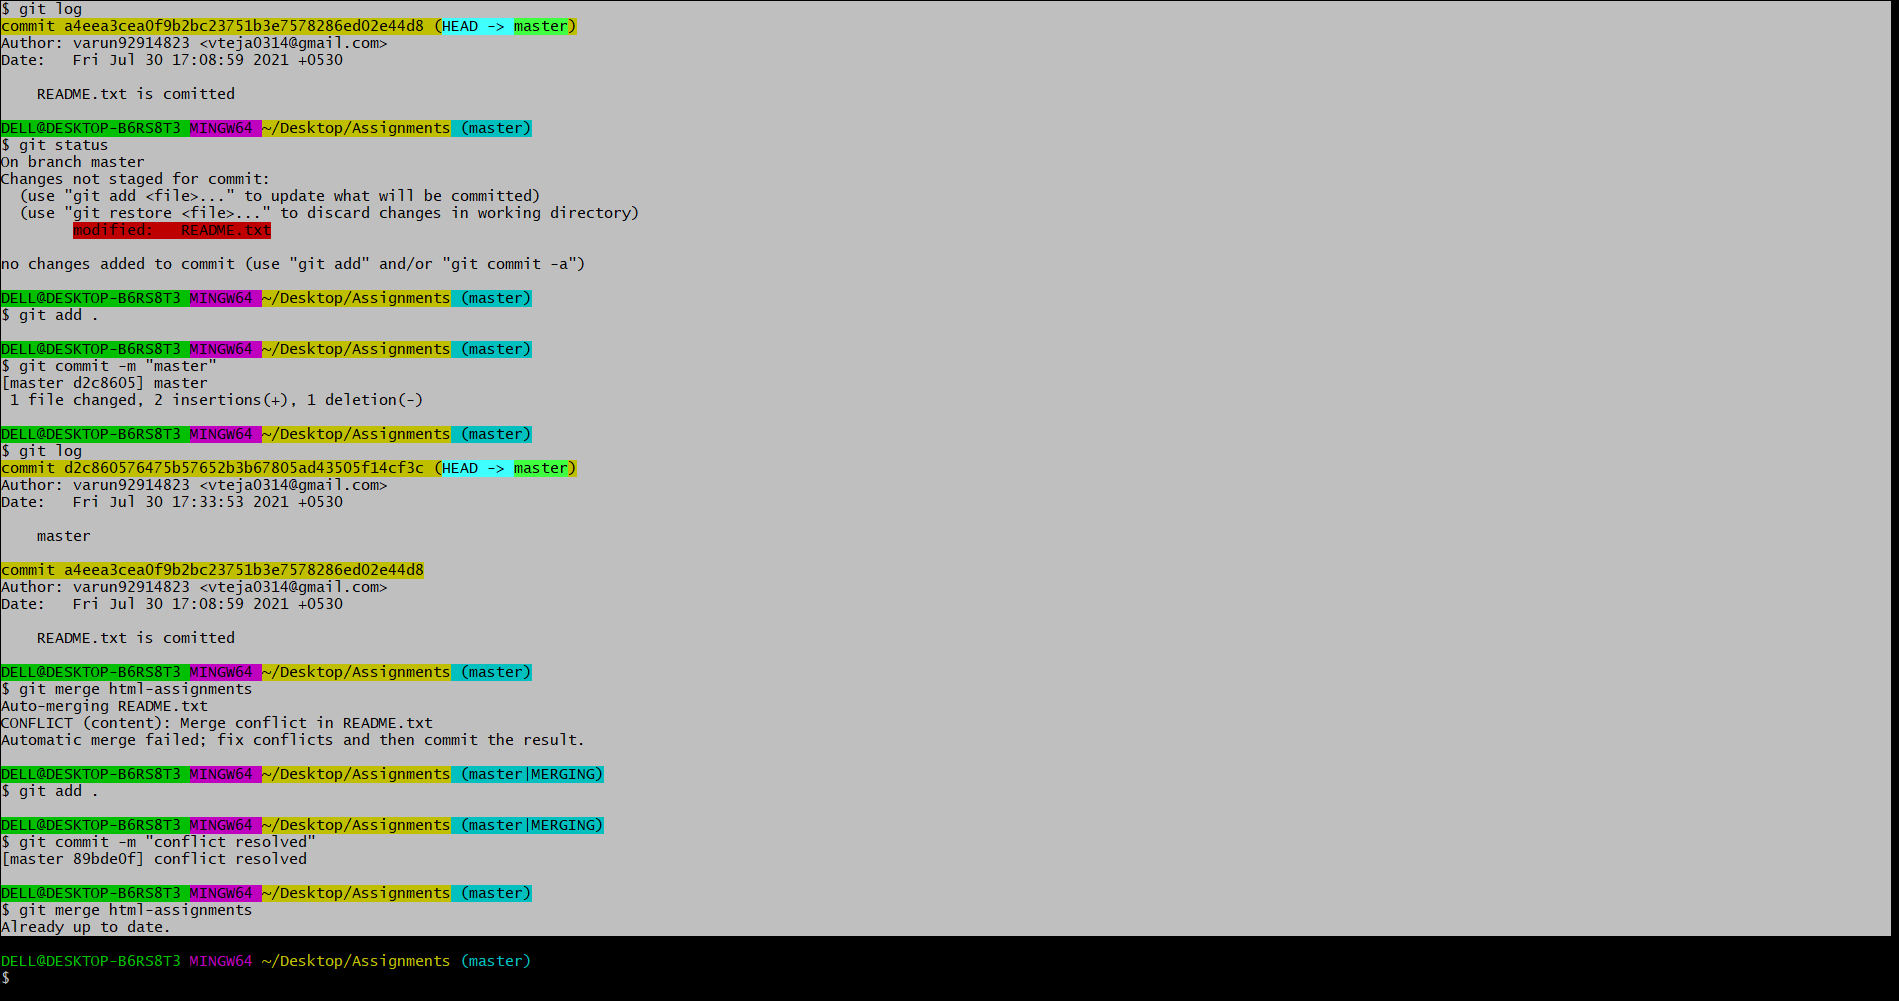 $ git log
commit a4eea3cea0f9b2bc23751b3e7578286ed02e44d8 (HEAD -> master)
Author: varun92914823 <vteja0314@gmail.com>
Date:   Fri Jul 30 17:08:59 2021 +0530
    README.txt is comitted
DELL@DESKTOP-B6RS8T3 MINGW64 ~/Desktop/Assignments (master)
$ git status
On branch master
Changes not staged for commit:
  (use "git add <file>..." to update what will be committed)
  (use "git restore <file>..." to discard changes in working directory)
        modified:   README.txt
no changes added to commit (use "git add" and/or "git commit -a")
DELL@DESKTOP-B6RS8T3 MINGW64 ~/Desktop/Assignments (master)
$ git add .
DELL@DESKTOP-B6RS8T3 MINGW64 ~/Desktop/Assignments (master)
$ git commit -m "master"
[master d2c8605] master
 1 file changed, 2 insertions(+), 1 deletion(-)
DELL@DESKTOP-B6RS8T3 MINGW64 ~/Desktop/Assignments (master)
$ git log
commit d2c860576475b57652b3b67805ad43505f14cf3c (HEAD -> master)
Author: varun92914823 <vteja0314@gmail.com>
Date:   Fri Jul 30 17:33:53 2021 +0530
    master
commit a4eea3cea0f9b2bc23751b3e7578286ed02e44d8
Author: varun92914823 <vteja0314@gmail.com>
Date:   Fri Jul 30 17:08:59 2021 +0530
    README.txt is comitted
DELL@DESKTOP-B6RS8T3 MINGW64 ~/Desktop/Assignments (master)
$ git merge html-assignments
Auto-merging README.txt
CONFLICT (content): Merge conflict in README.txt
Automatic merge failed; fix conflicts and then commit the result.
DELL@DESKTOP-B6RS8T3 MINGW64 ~/Desktop/Assignments (master|MERGING)
$ git add .
DELL@DESKTOP-B6RS8T3 MINGW64 ~/Desktop/Assignments (master|MERGING)
$ git commit -m "conflict resolved"
[master 89bde0f] conflict resolved
DELL@DESKTOP-B6RS8T3 MINGW64 ~/Desktop/Assignments (master)
$ git merge html-assignments
Already up to date.
DELL@DESKTOP-B6RS8T3 MINGW64 ~/Desktop/Assignments (master)
$